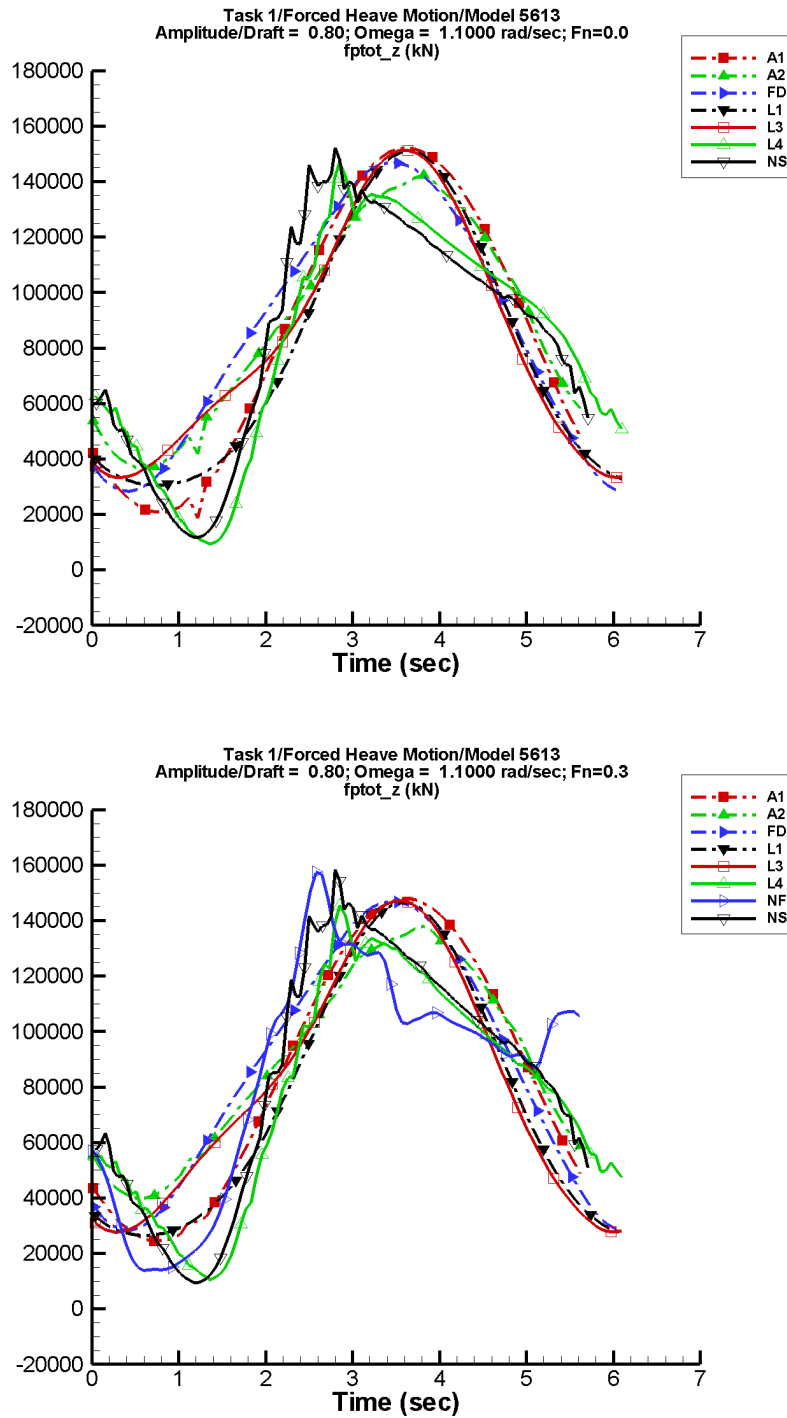 Task 1/Forced Heave Motion/Model 5613
Amplitude/Draft = 0.80; Omega = 1.1000 rad/sec; Fn=0.0
fptot_z (kN)
180000
160000
140000
120000
100000
80000
60000
40000
20000
0
-20000
0 1 2 3 4 5 6 7
Time (sec)
A1
A2
FD
L1
L3
L4
NS
Task 1/Forced Heave Motion/Model 5613
Amplitude/Draft = 0.80; Omega = 1.1000 rad/sec; Fn=0.3
fptot_z (kN)
180000
160000
140000
120000
100000
80000
60000
40000
20000
0
-20000
0 1 2 3 4 5 6 7
Time (sec)
A1
A2
FD
L1
L3
L4
NF
NS